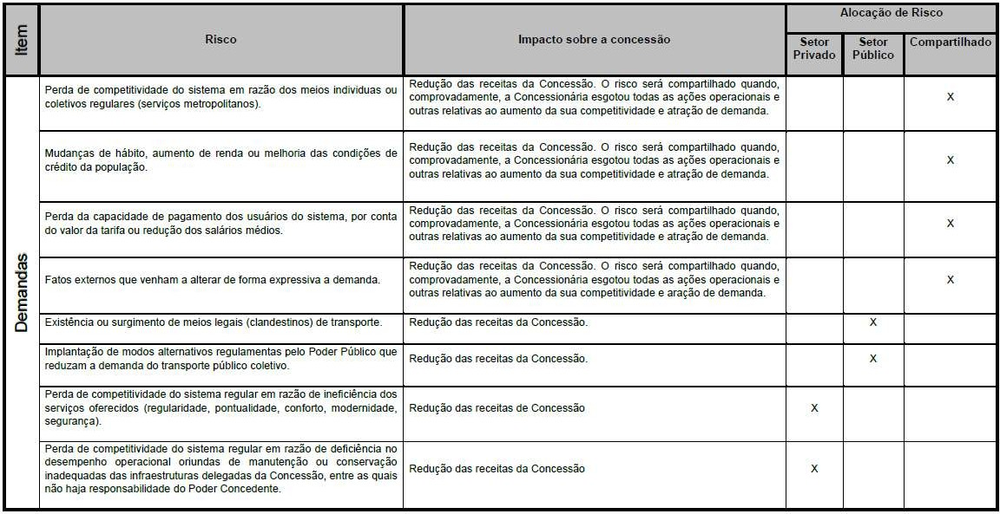 Item
Risco
Impacto sobre a concessão
Alocação de Risco
Setor
Privado
Setor
Público
Compartilhado
Demandas
Perda de competitividade do sistema em razão dos meios individuas ou
coletivos regulares (serviços metropolitanos).
Redução das receitas da Concessão. O risco será compartilhado quando,
comprovadamente, a Concessionária esgotou todas as ações operacionais e
outras relativas ao aumento da sua competitividade e atração de demanda.
X
Mudanças de hábito, aumento de renda ou melhoria das condições de
crédito da população.
Redução das receitas da Concessão. O risco será compartilhado quando,
comprovadamente, a Concessionária esgotou todas as ações operacionais e
outras relativas ao aumento da sua competitividade e atração de demanda.
X
Perda da capacidade de pagamento dos usuários do sistema, por conta
do valor da tarifa ou redução dos salários médios.
Redução das receitas da Concessão. O risco será compartilhado quando,
comprovadamente, a Concessionária esgotou todas as ações operacionais e
outras relativas ao aumento da sua competitividade e atração de demanda.
X
Fatos externos que venham a alterar de forma expressiva a demanda.
Redução das receitas da Concessão. O risco será compartilhado quando,
comprovadamente, a Concessionária esgotou todas as ações operacionais e
outras relativas ao aumento da sua competitividade e aração de demanda.
X
Existência ou surgimento de meios legais (clandestinos) de transporte.
Redução das receitas da Concessão.
X
Implantação de modos alternativos regulamentas pelo Poder Público que
reduzam a demanda do transporte público coletivo.
Redução das receitas da Concessão.
X
Perda de competitividade do sistema regular em razão de ineficiência dos
serviços oferecidos (regularidade, pontualidade, conforto, modernidade,
segurança).
Redução das receitas de Concessão
X
Perda de competitividade do sistema regular em razão de deficiência no
desempenho operacional oriundas de manutenção ou conservação
inadequadas das infraestruturas delegadas da Concessão, entre as quais
não haja responsabilidade do Poder Concedente.
Redução das receitas da Concessão
X